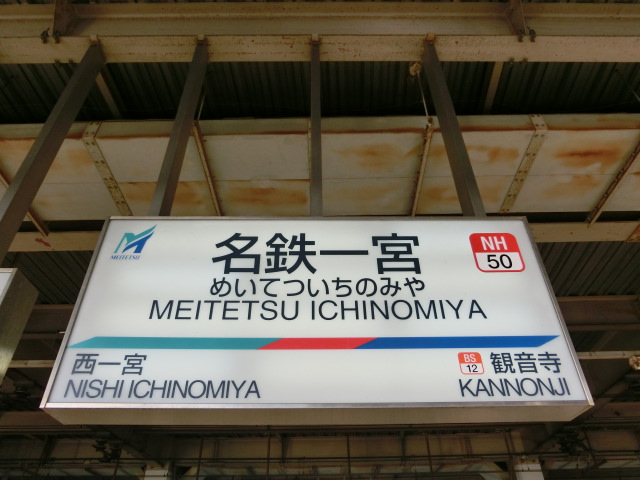 名鉄一宮
めいてついちのみや
MEITETSU ICHINOMIYA
MEITETSU
NH
50
西一宮
NISHI ICHINOMIYA
BS
12
観音寺
KANNONJI